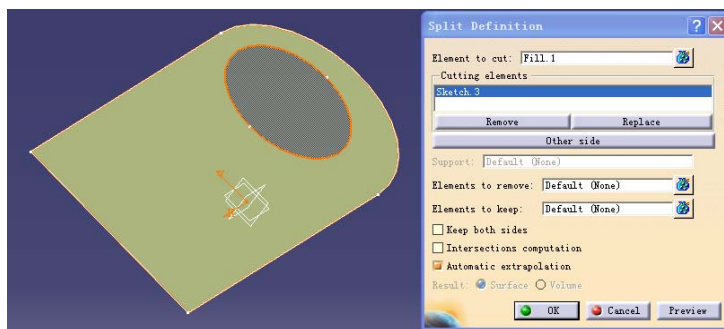 Split Definition
Element to cut: Fill.1
Cutting elements
Sketch.3
Remove Replace
Other side
Support: Default (None)
Elements to remove: Default (None)
Elements to keep: Default (None)
Keep both sides
Intersections computation
Automatic extrapolation
Result: Surface Volume
OK Cancel Preview